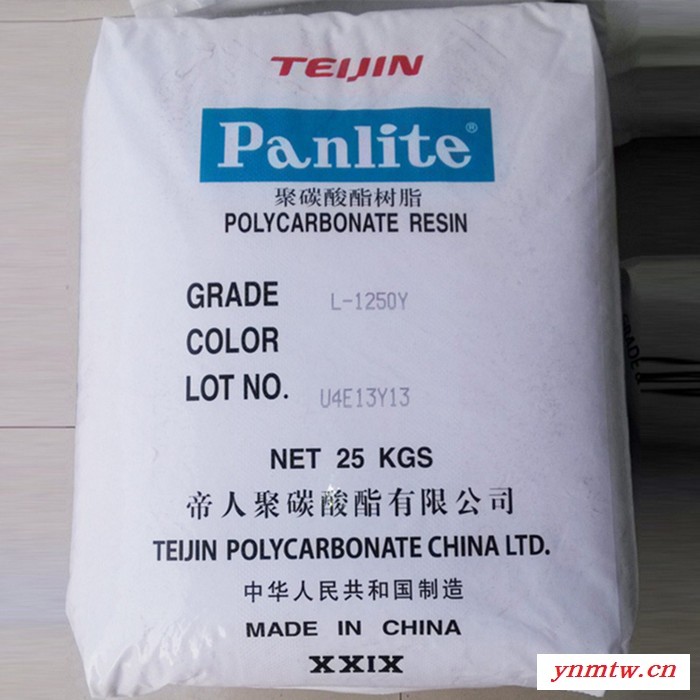 TEIJIN
Panlite®
聚碳酸酯树脂
POLYCARBONATE RESIN
GRADE L-1250Y
COLOR
LOT NO. U4E13Y13
NET 25 KGS
帝人聚碳酸酯有限公司
TEIJIN POLYCARBONATE CHINA LTD.
中华人民共和国制造
MADE IN CHINA
XXIX
GRADE &
ynmtw.cn